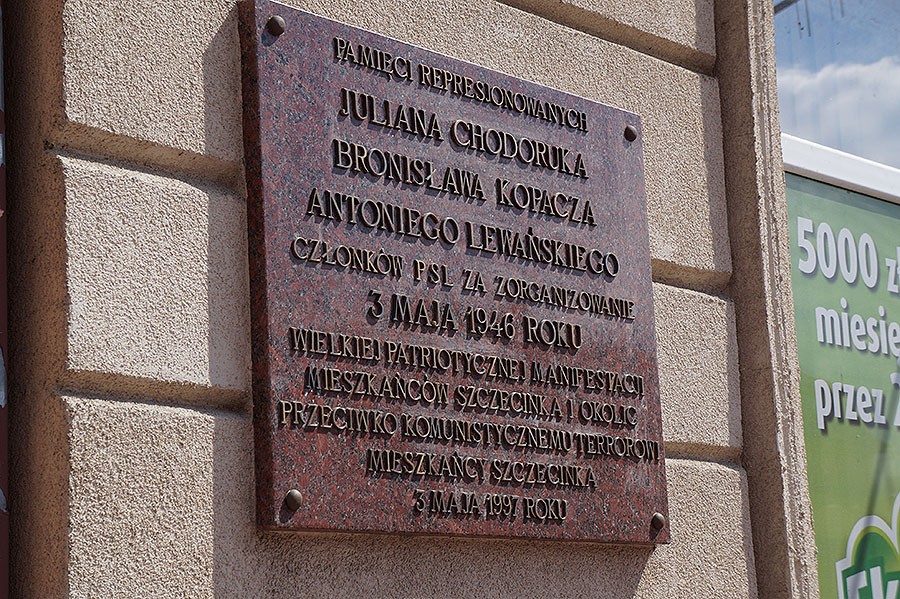 PAMIĘCI REPRESJONOWANYCH
JULIANA CHODORUKA
BRONISŁAWA KOPACZA
ANTONIEGO LEWAŃSKIEGO
CZŁONKÓW PSL ZA ZORGANIZOWANIE
3 MAJA 1946 ROKU
WIELKIEJ PATRIOTYCZNEJ MANIFESTACJI
MIESZKAŃCÓW SZCZECINKA I OKOLIC
PRZECIWKO KOMUNISTYCZNEMU TERROROWI
MIESZKAŃCY SZCZECINKA
3 MAJA 1997 ROKU
5000 zł
przez